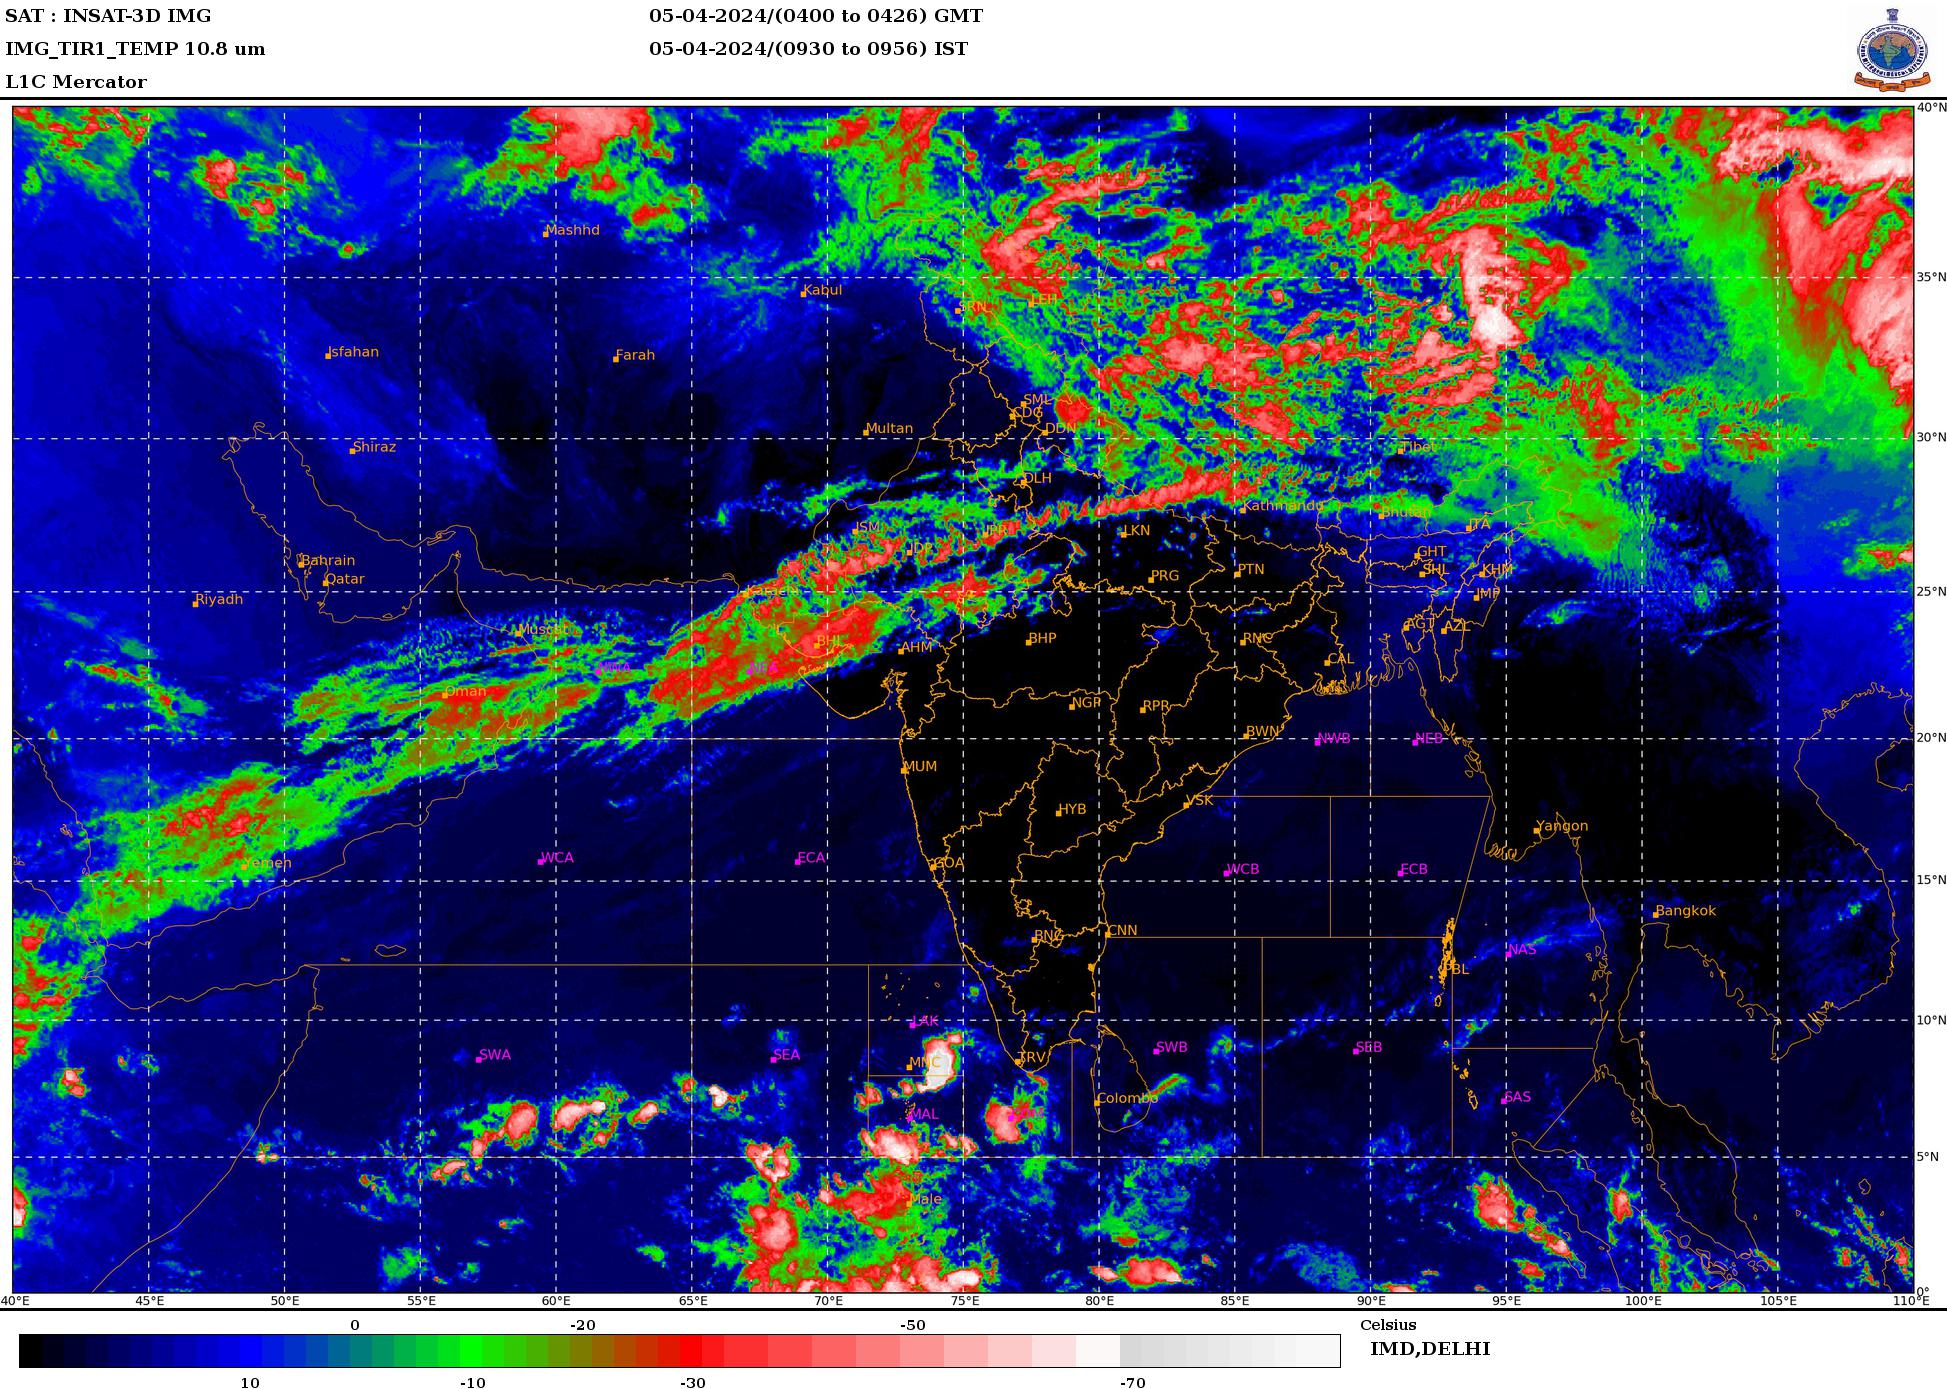 SAT : INSAT-3D IMG
05-04-2024/(0400 to 0426) GMT
IMG_TIR1_TEMP 10.8 um
05-04-2024/(0930 to 0956) IST
L1C Mercator
40°N
Mashhd
35°N
Kabul
LEH
SRN
Isfahan
Farah
SML
CDG
Multan
DDN
30°N
Shiraz
Tibet
DLH
Kathmandu
Bhutan
JSM
JPR
LKN
ITA
JDP
GHT
Bahrain
SHL
KHM
Qatar
PRG
PTN
25°N
Karachi
Riyadh
IMP
Muscat
AGT
AZL
BHJ
AHM
BHP
RNC
CAL
NWA
NEA
Oman
NGP
RPR
BWN
NWB
NEB
20°N
MUM
VSK
HYB
Yangon
WCA
ECA
GOA
Yemen
WCB
ECB
15°N
Bangkok
BNG
CNN
NAS
PBL
10°N
LAK
SWA
SEA
MNC
TRV
SWB
SEB
Colombo
SAS
MAL
5°N
Male
0°
40°E
45°E
50°E
55°E
60°E
65°E
70°E
75°E
80°E
85°E
90°E
95°E
100°E
105°E
110°E
0
-20
-50
Celsius
IMD,DELHI
10
-10
-30
-70